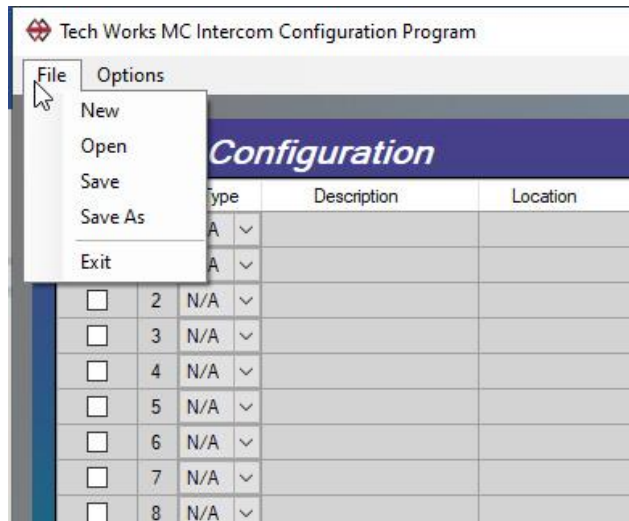 Tech Works MC Intercom Configuration Program
File Options
New
Open
Save
Save As
Exit
Configuration
Description Location
2 N/A
3 N/A
4 N/A
5 N/A
6 N/A
7 N/A
8 N/A